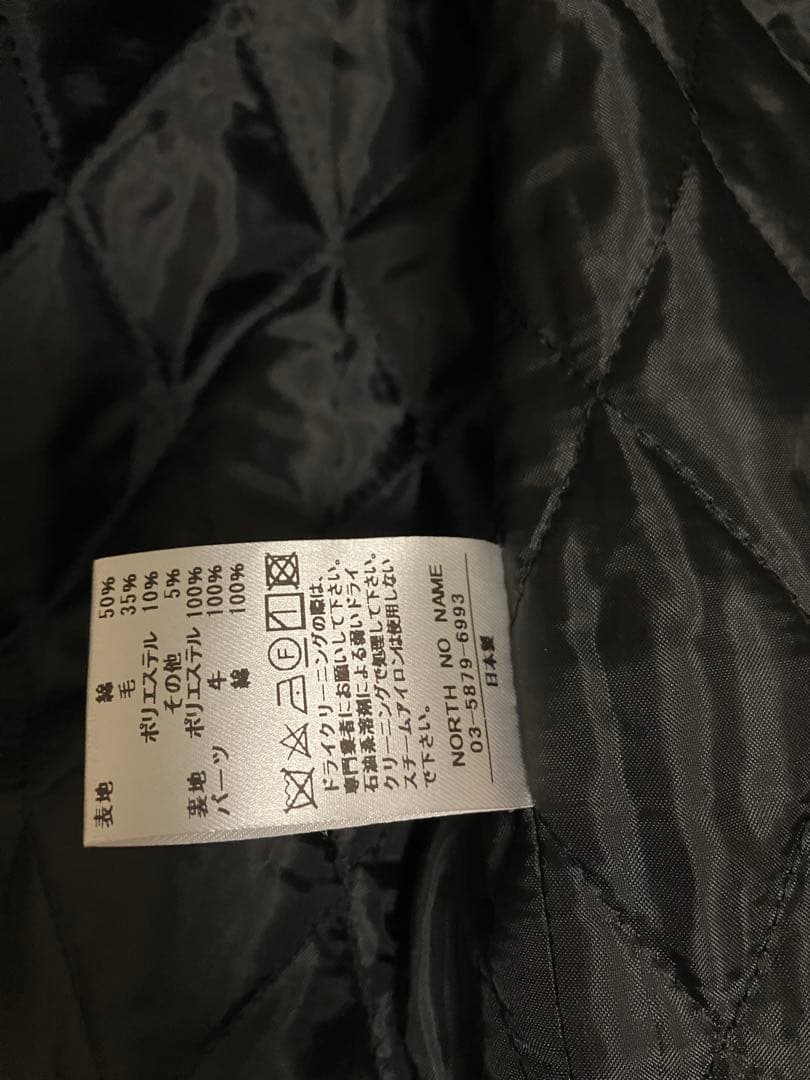 表地 綿 50%
毛 35%
ポリエステル 10%
その他 5%
裏地 ポリエステル 100%
パーツ 牛 100%
綿 100%
ドライクリーニングの際は、
専門業者にお願いして下さい。
石油系溶剤による弱いドライ
クリーニングで処理して下さい。
スチームアイロンは使用しない
で下さい。
NORTH NO NAME
03-5879-6993
日本製